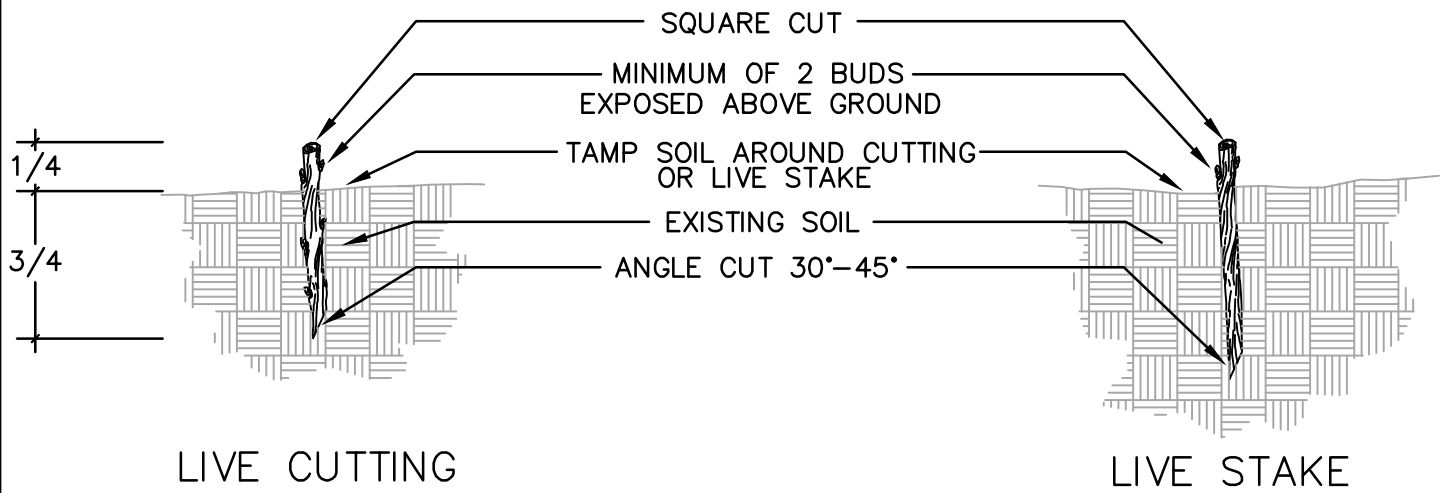 SQUARE CUT
MINIMUM OF 2 BUDS
EXPOSED ABOVE GROUND
1/4
TAMP SOIL AROUND CUTTING
OR LIVE STAKE
EXISTING SOIL
3/4
ANGLE CUT 30°-45°
LIVE CUTTING
LIVE STAKE